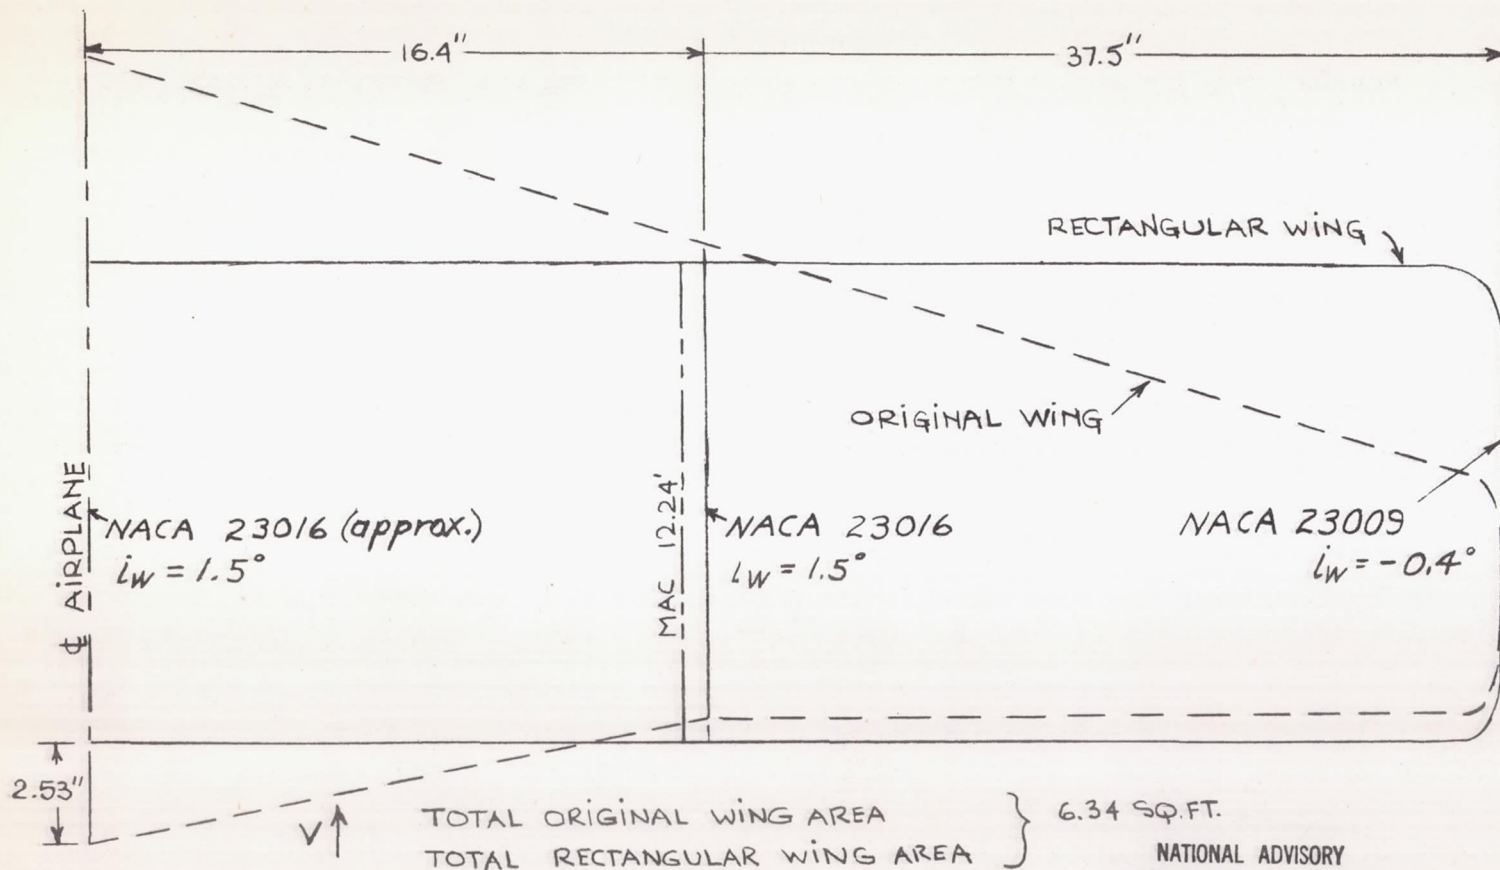 16.4"
37.5"
RECTANGULAR WING
ORIGINAL WING
℄ AIRPLANE
NACA 23016 (approx.)
iw = 1.5°
MAC 12.24'
NACA 23016
iw = 1.5°
NACA 23009
iw = -0.4°
2.53"
V
TOTAL ORIGINAL WING AREA
TOTAL RECTANGULAR WING AREA
} 6.34 SQ.FT.
NATIONAL ADVISORY